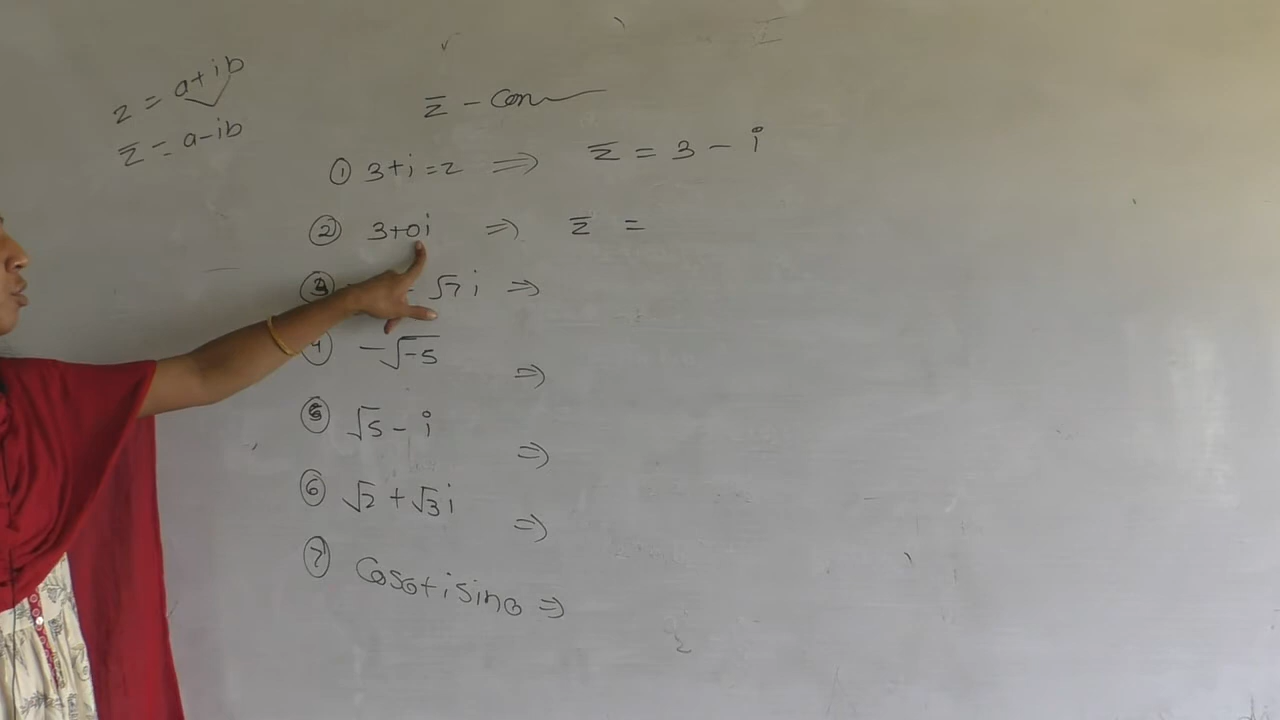 z = a+ib
z̅ = a-ib
z̅ - Con
① 3+i = z ⇒ z̅ = 3 - i
② 3+0i ⇒ z̅ =
③ - √7 i ⇒
④ -√-5 ⇒
⑤ √5 - i ⇒
⑥ √2 + √3 i ⇒
⑦ Cosθ + i sinθ ⇒